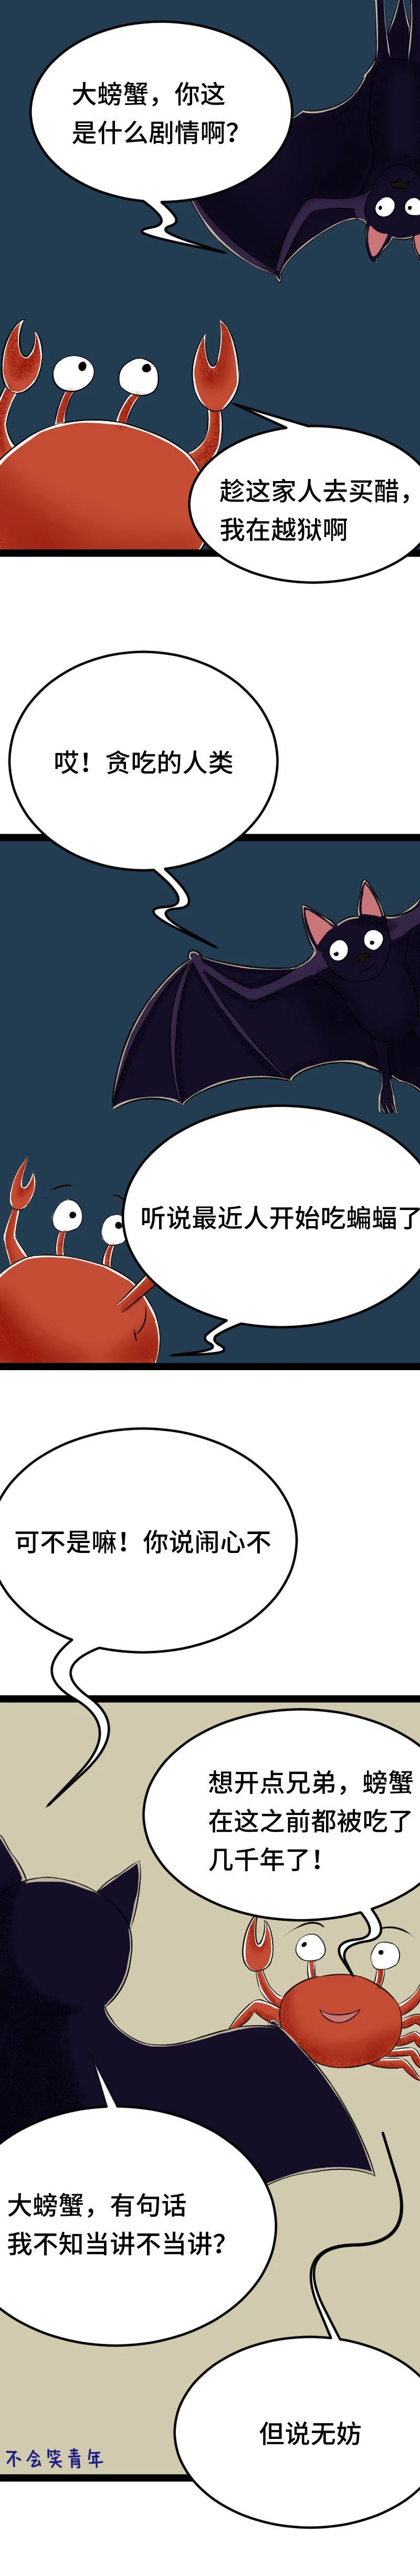 大螃蟹，你这
是什么剧情啊？
趁这家人去买醋，
我在越狱啊
哎！贪吃的人类
听说最近人开始吃蝙蝠了
可不是嘛！你说闹心不
想开点兄弟，螃蟹
在这之前都被吃了
几千年了！
大螃蟹，有句话
我不知当讲不当讲？
但说无妨
不会笑青年